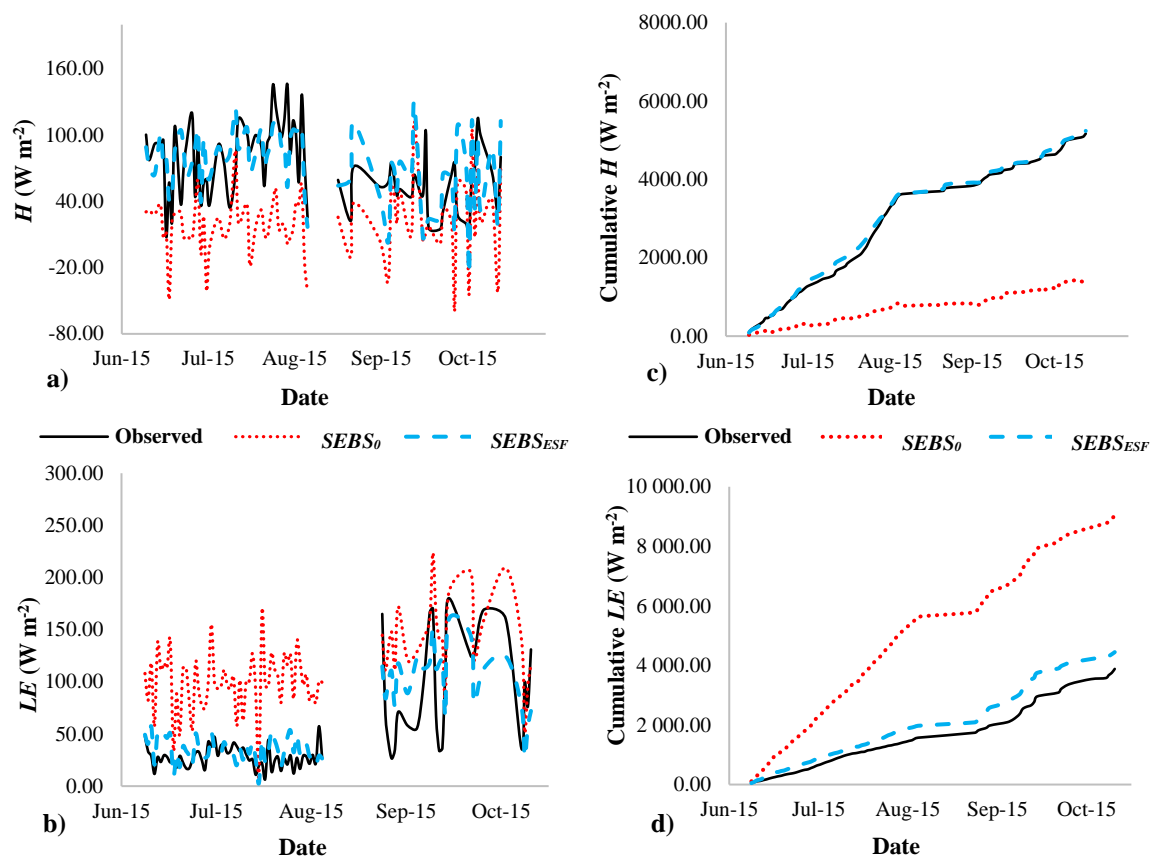 160.00
100.00
40.00
-20.00
-80.00
H (W m-2)
Jun-15 Jul-15 Aug-15 Sep-15 Oct-15
a)
Date
8000.00
6000.00
4000.00
2000.00
0.00
Cumulative H (W m-2)
Jun-15 Jul-15 Aug-15 Sep-15 Oct-15
c)
Date
Observed SEBS0 SEBSESF
Observed SEBS0 SEBSESF
300.00
250.00
200.00
150.00
100.00
50.00
0.00
LE (W m-2)
Jun-15 Jul-15 Aug-15 Sep-15 Oct-15
b)
Date
10 000.00
8 000.00
6 000.00
4 000.00
2 000.00
0.00
Cumulative LE (W m-2)
Jun-15 Jul-15 Aug-15 Sep-15 Oct-15
d)
Date